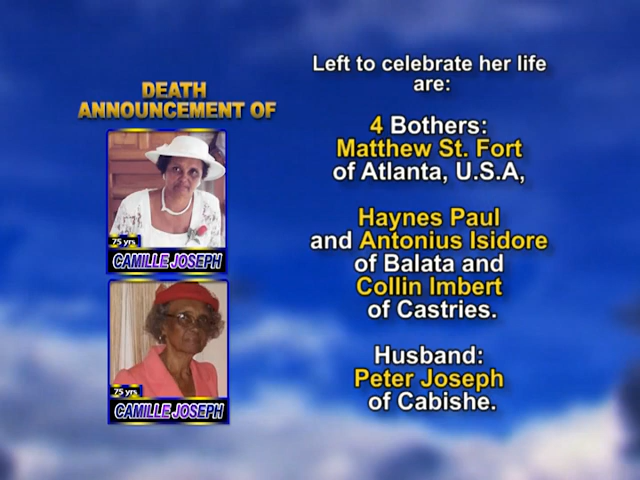 DEATH
ANNOUNCEMENT OF
75 yrs
CAMILLE JOSEPH
75 yrs
CAMILLE JOSEPH
Left to celebrate her life
are:
4 Bothers:
Matthew St. Fort
of Atlanta, U.S.A,
Haynes Paul
and Antonius Isidore
of Balata and
Collin Imbert
of Castries.
Husband:
Peter Joseph
of Cabishe.